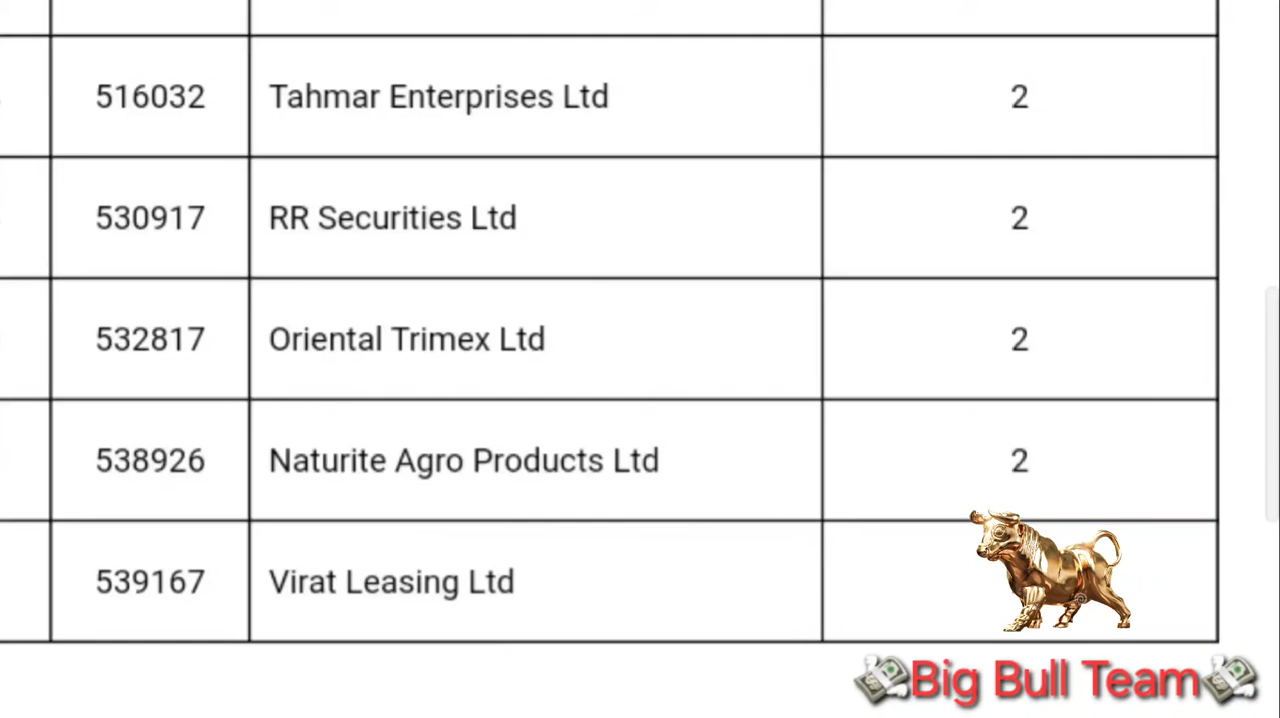 516032 Tahmar Enterprises Ltd 2
530917 RR Securities Ltd 2
532817 Oriental Trimex Ltd 2
538926 Naturite Agro Products Ltd 2
539167 Virat Leasing Ltd
Big Bull Team